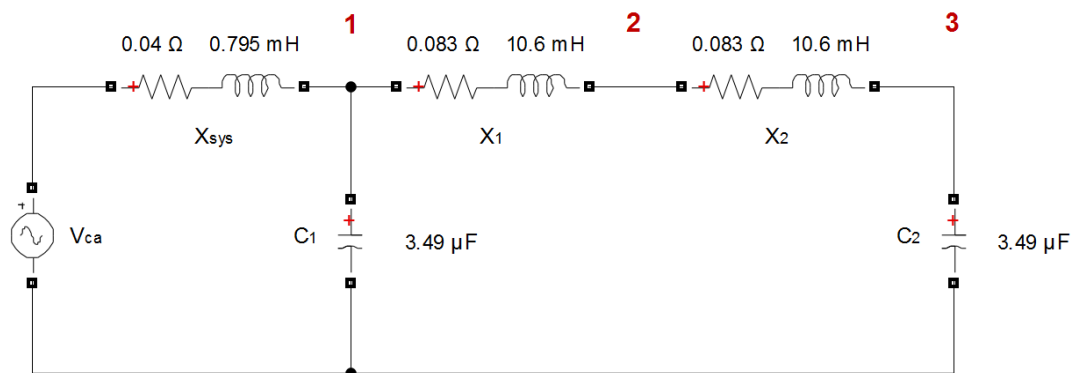 1 2 3
0.04 Ω 0.795 mH 0.083 Ω 10.6 mH 0.083 Ω 10.6 mH
+ + +
Xsys X1 X2
+ + +
Vca C1 3.49 µF C2 3.49 µF